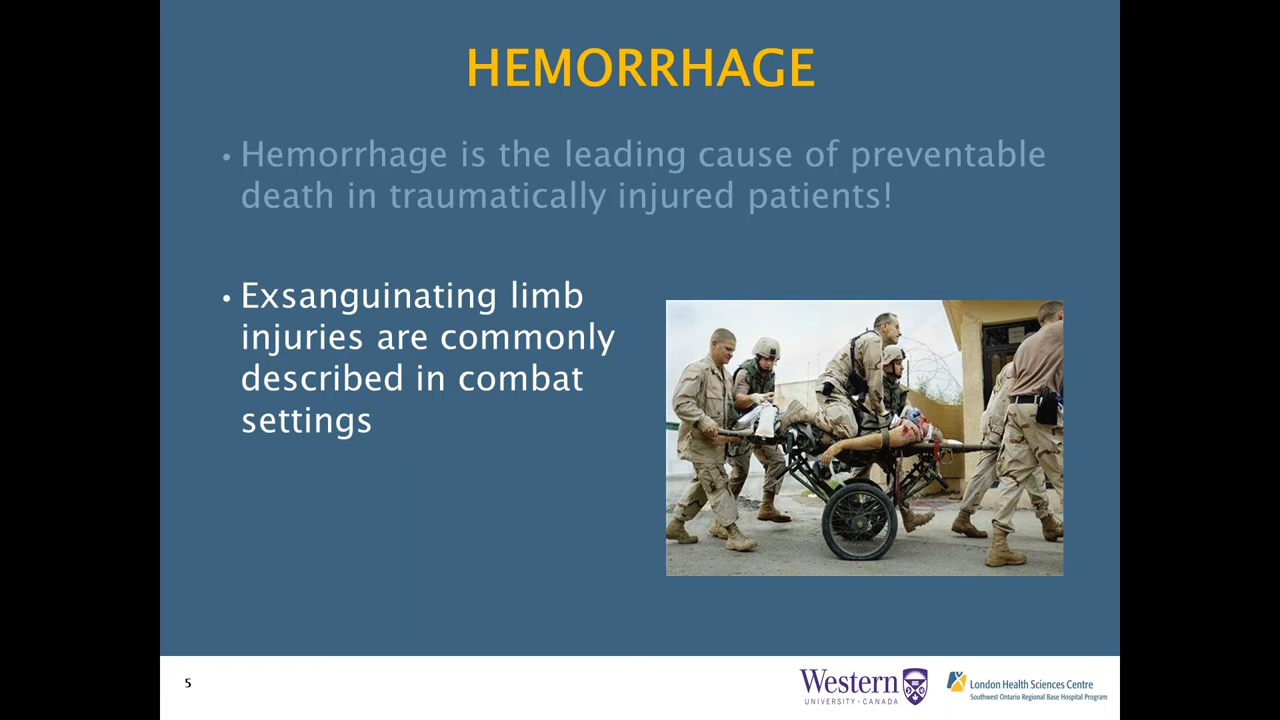 HEMORRHAGE
• Hemorrhage is the leading cause of preventable
death in traumatically injured patients!
• Exsanguinating limb
injuries are commonly
described in combat
settings
5
Western
UNIVERSITY · CANADA
London Health Sciences Centre
Southwest Ontario Regional Base Hospital Program